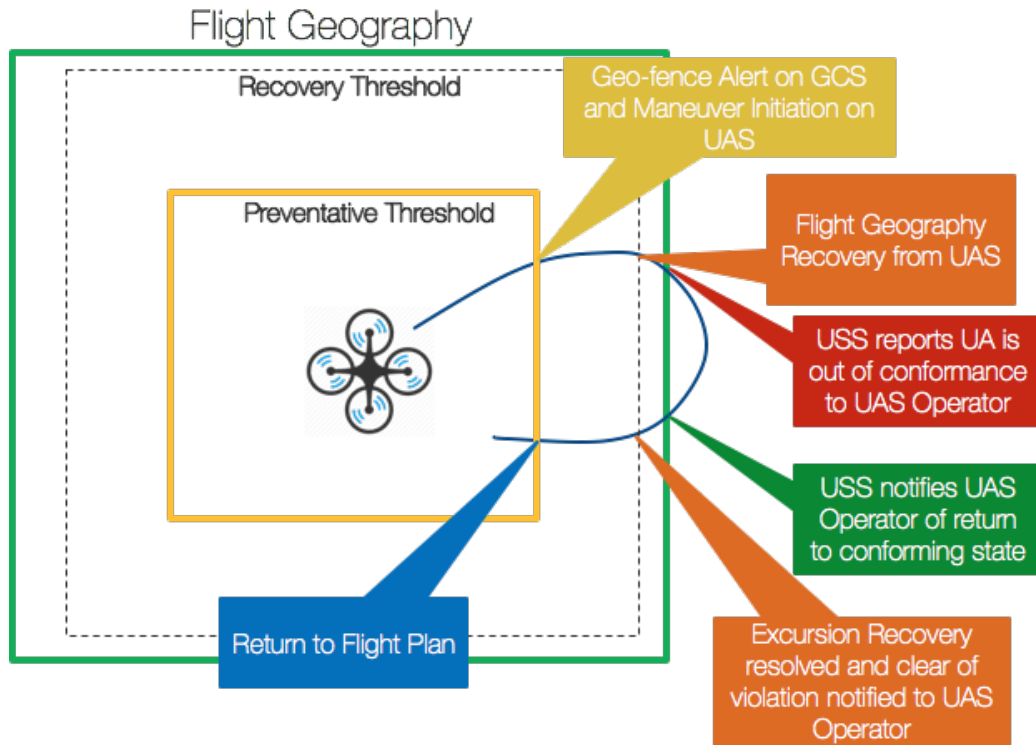 Flight Geography
Recovery Threshold
Geo-fence Alert on GCS
and Maneuver Initiation on
UAS
Preventative Threshold
Flight Geography
Recovery from UAS
USS reports UA is
out of conformance
to UAS Operator
USS notifies UAS
Operator of return
to conforming state
Return to Flight Plan
Excursion Recovery
resolved and clear of
violation notified to UAS
Operator